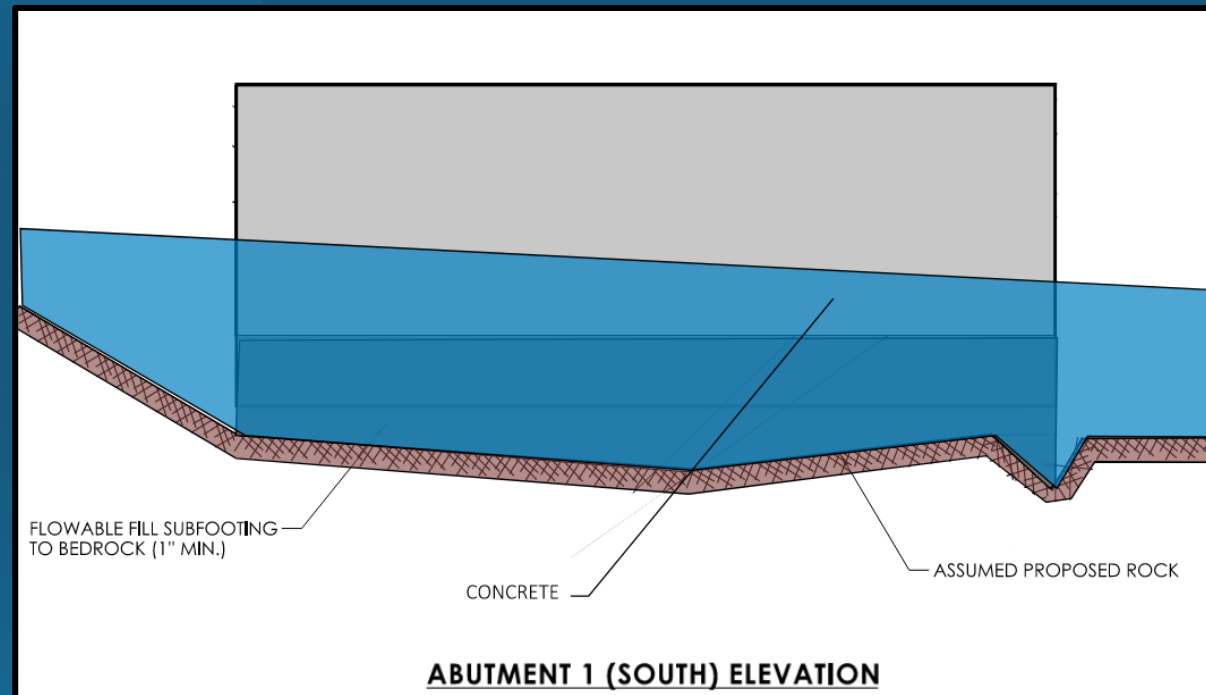 FLOWABLE FILL SUBFOOTING
TO BEDROCK (1" MIN.)
CONCRETE
ASSUMED PROPOSED ROCK
ABUTMENT 1 (SOUTH) ELEVATION